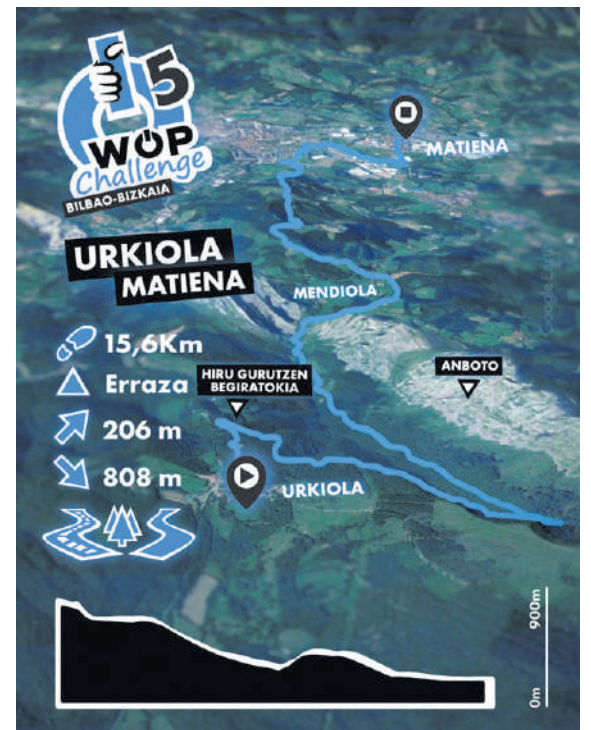 15
WOP
Challenge
BILBAO-BIZKAIA
MATIENA
URKIOLA
MATIENA
MENDIOLA
15,6Km
Erraza
206 m
808 m
HIRU GURUTZEN
BEGIRATOKIA
ANBOTO
URKIOLA
900m
0m